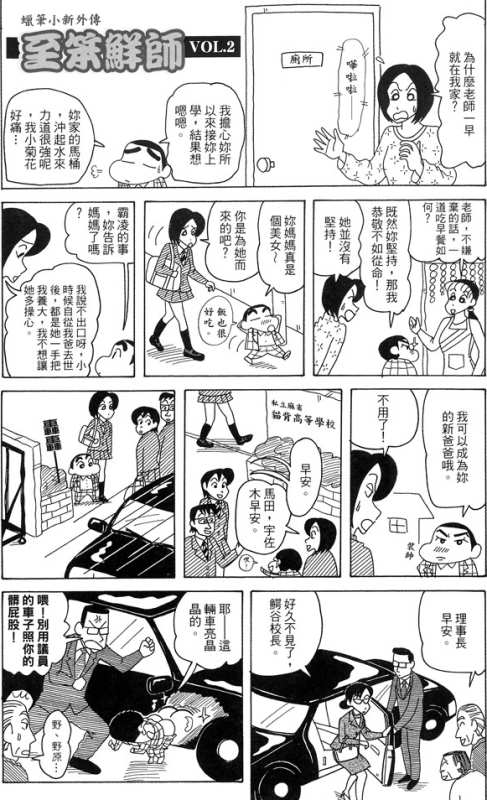 蠟筆小新外傳
至笨鮮師 VOL.2
為什麼老師一早
就在我家？
廁所
嘩啦啦
我擔心妳所
以來接妳上
學，結果想
嗯嗯。
妳家的馬桶
，沖起水來
力道很強呢
，我小菊花
好痛…
老師，不嫌
棄的話，一
道吃早餐如
何？
既然妳堅持，那我
恭敬不如從命！
她並沒有
堅持！
妳媽媽真是
個美女～
你是為她而
來的吧？
飯也很
好吃。
霸凌的事
，妳告訴
媽媽了嗎
？
我說不出口呀，小
時候自從我爸去世
後，都是她一手把
我養大，我不想讓
她多操心。
我可以成為妳
的新爸爸哦。
裝帥
不用了！
私立麻雀
貓背高等學校
早安。
馬田，宇佐
木早安。
轟轟
理事長
早安。
好久不見了，
鰐谷校長。
耶——這
輛車亮晶
晶的。
喂！別用議員
的車子照你的
髒屁股！
野、野原…